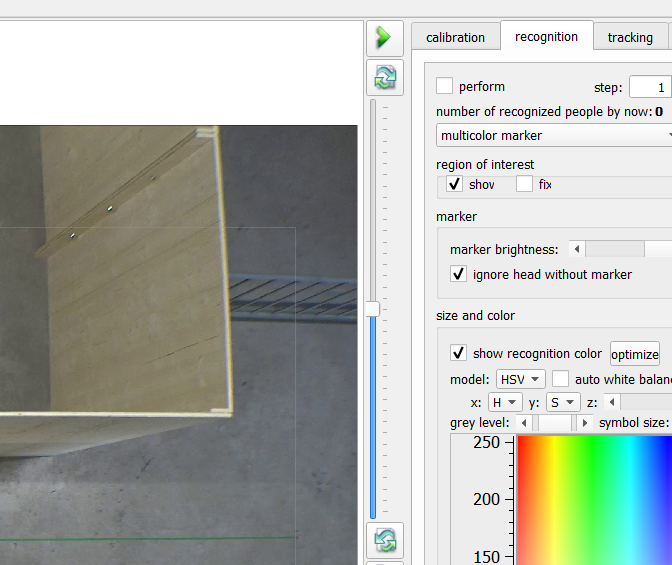 calibration recognition tracking
perform step: 1
number of recognized people by now: 0
multicolor marker
region of interest
show fix
marker
marker brightness:
ignore head without marker
size and color
show recognition color optimize
model: HSV auto white balanc
x: H y: S z:
grey level: symbol size:
250
200
150